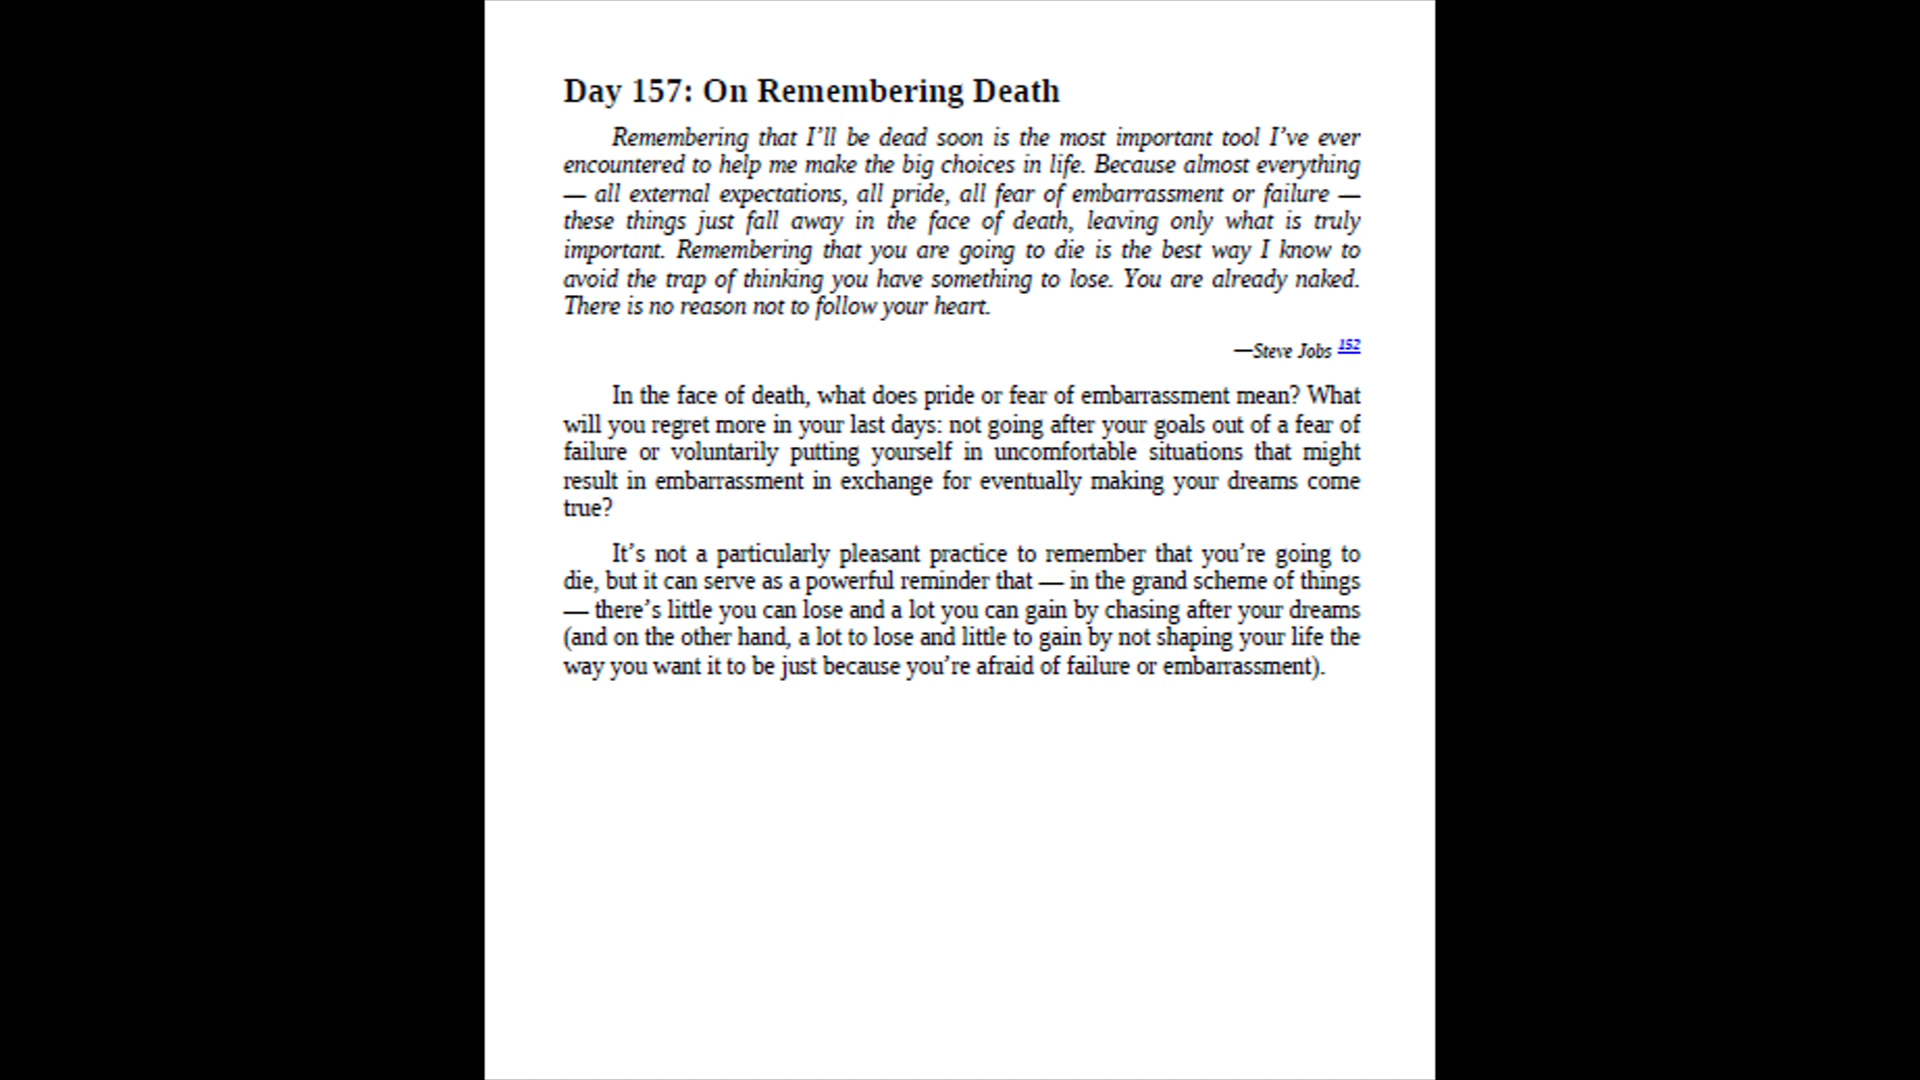 Day 157: On Remembering Death
Remembering that I’ll be dead soon is the most important tool I’ve ever
encountered to help me make the big choices in life. Because almost everything
— all external expectations, all pride, all fear of embarrassment or failure —
these things just fall away in the face of death, leaving only what is truly
important. Remembering that you are going to die is the best way I know to
avoid the trap of thinking you have something to lose. You are already naked.
There is no reason not to follow your heart.
—Steve Jobs 152
In the face of death, what does pride or fear of embarrassment mean? What
will you regret more in your last days: not going after your goals out of a fear of
failure or voluntarily putting yourself in uncomfortable situations that might
result in embarrassment in exchange for eventually making your dreams come
true?
It’s not a particularly pleasant practice to remember that you’re going to
die, but it can serve as a powerful reminder that — in the grand scheme of things
— there’s little you can lose and a lot you can gain by chasing after your dreams
(and on the other hand, a lot to lose and little to gain by not shaping your life the
way you want it to be just because you’re afraid of failure or embarrassment).